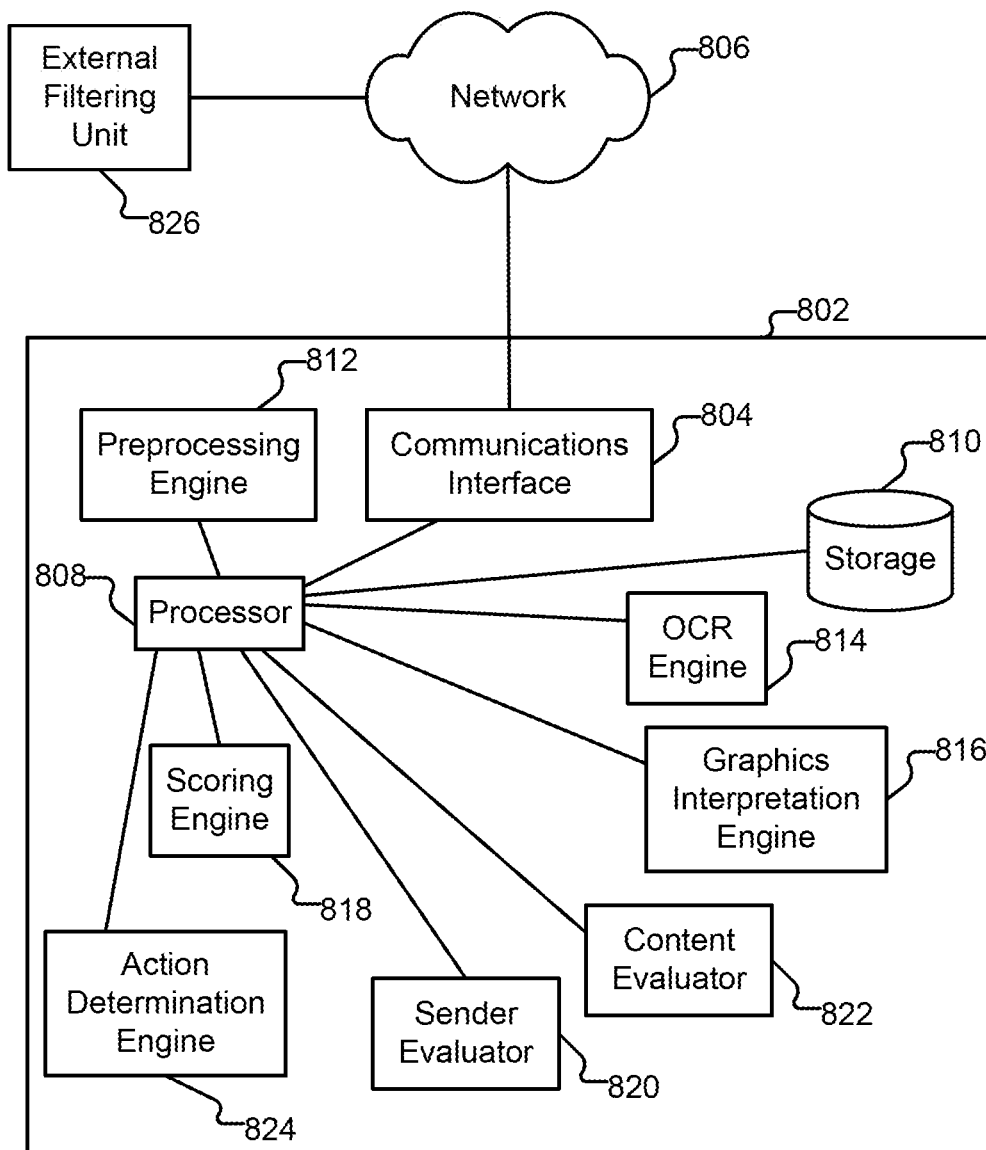 External
Filtering
Unit
826
Network
806
802
812
Preprocessing
Engine
Communications
Interface
804
810
Storage
808
Processor
OCR
Engine
814
Graphics
Interpretation
Engine
816
Scoring
Engine
818
Content
Evaluator
822
Action
Determination
Engine
824
Sender
Evaluator
820